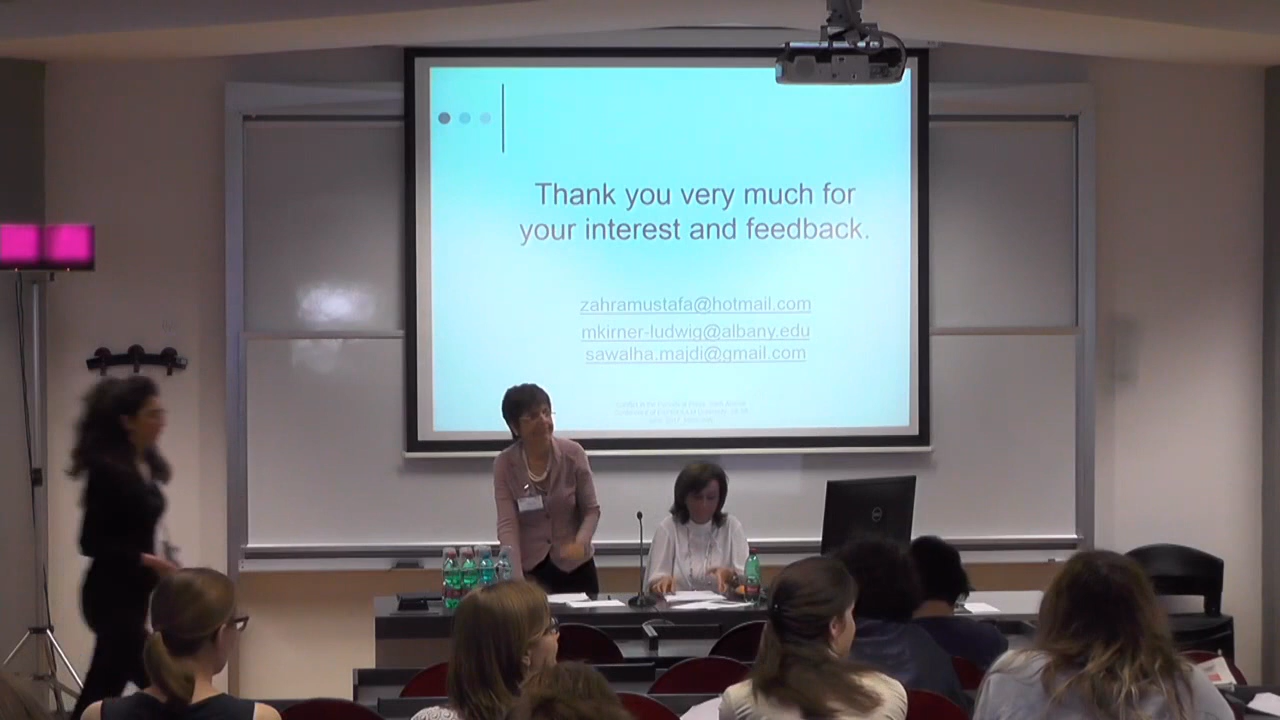 Thank you very much for
your interest and feedback.
zahramustafa@hotmail.com
mkirner-ludwig@albany.edu
sawalha.majdi@gmail.com
DELL